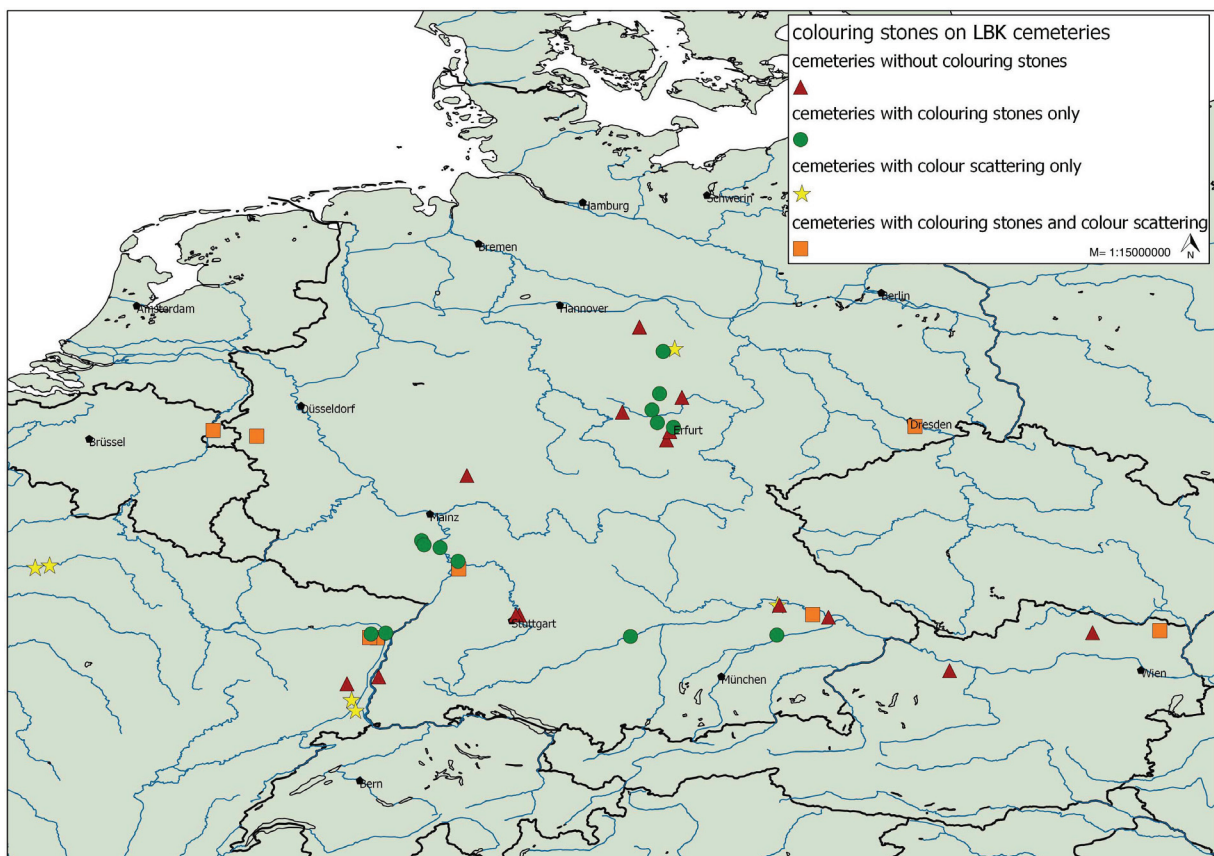 colouring stones on LBK cemeteries
cemeteries without colouring stones
cemeteries with colouring stones only
cemeteries with colour scattering only
cemeteries with colouring stones and colour scattering
M= 1:15000000
N
Hamburg
Schwerin
Bremen
Berlin
Amsterdam
Hannover
Düsseldorf
Brüssel
Erfurt
Dresden
Mainz
Stuttgart
München
Wien
Bern